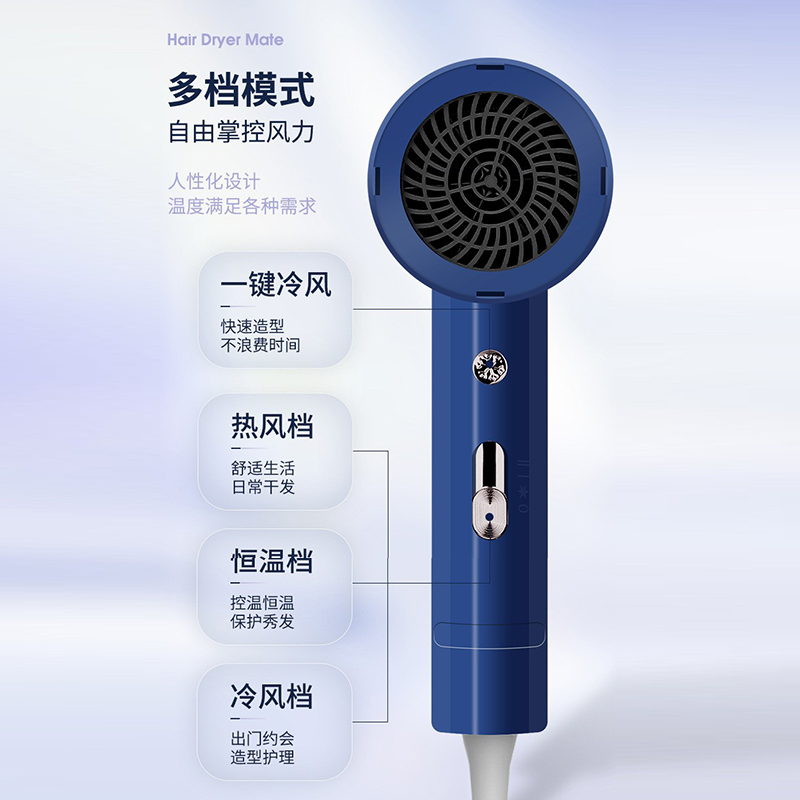 Hair Dryer Mate
多档模式
自由掌控风力
人性化设计
温度满足各种需求
一键冷风
快速造型
不浪费时间
热风档
舒适生活
日常干发
恒温档
控温恒温
保护秀发
冷风档
出门约会
造型护理